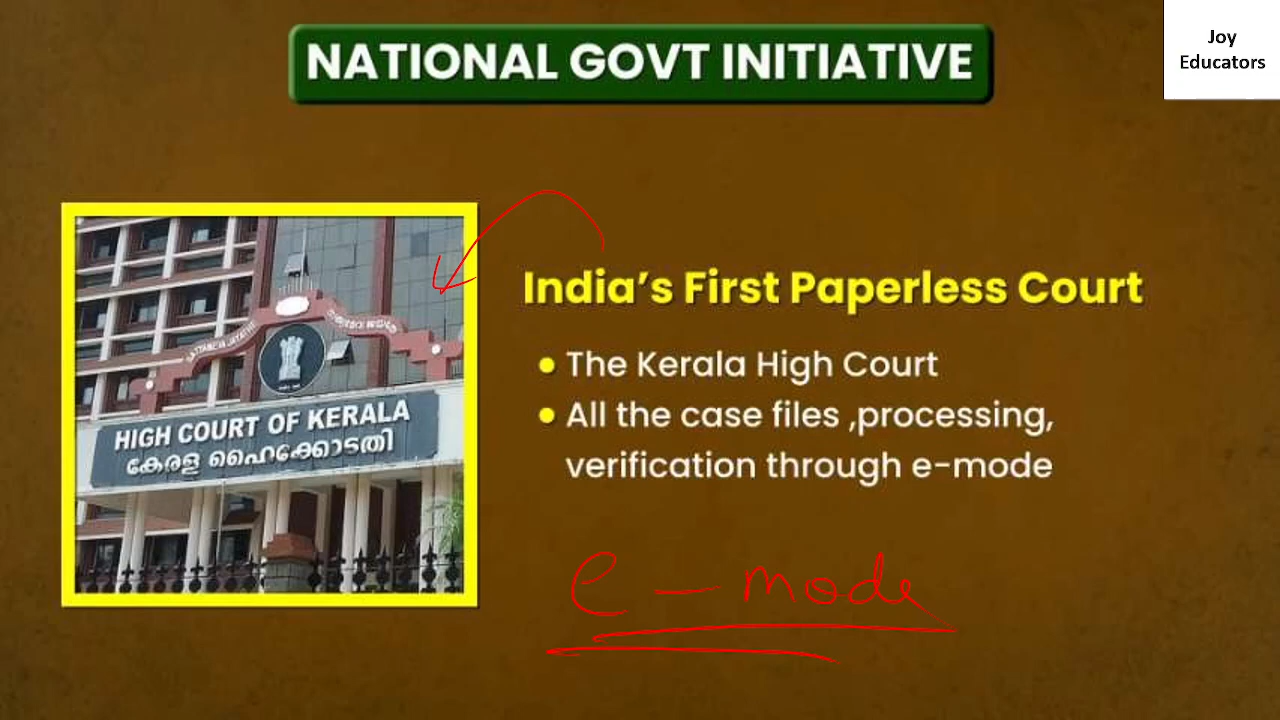 NATIONAL GOVT INITIATIVE
Joy
Educators
India's First Paperless Court
• The Kerala High Court
• All the case files ,processing,
verification through e-mode
HIGH COURT OF KERALA
കേരള ഹൈക്കോടതി
e-mode